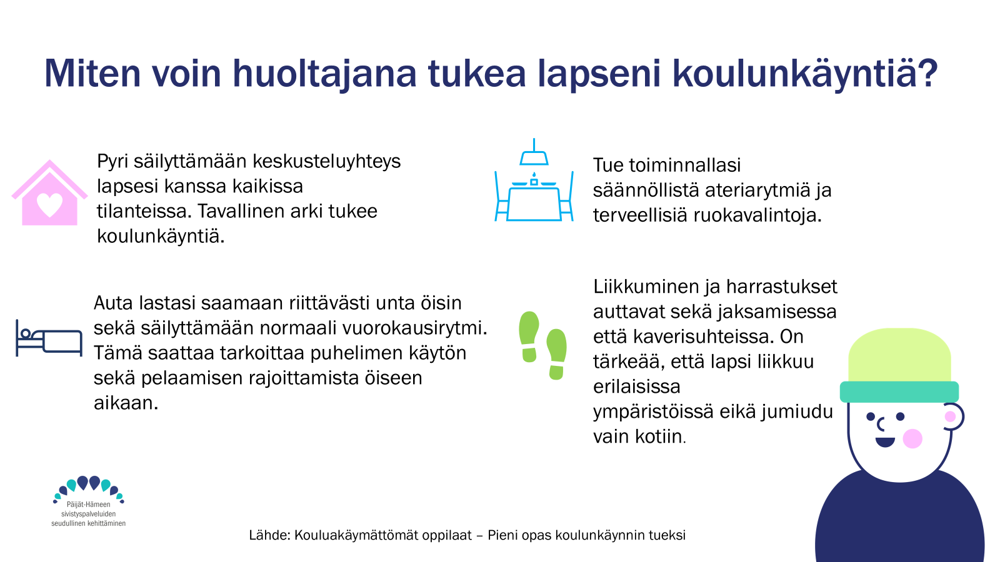 Miten voin huoltajana tukea lapseni koulunkäyntiä?
Pyri säilyttämään keskusteluyhteys
lapsesi kanssa kaikissa
tilanteissa. Tavallinen arki tukee
koulunkäyntiä.
Tue toiminnallasi
säännöllistä ateriarytmiä ja
terveellisiä ruokavalintoja.
Auta lastasi saamaan riittävästi unta öisin
sekä säilyttämään normaali vuorokausirytmi.
Tämä saattaa tarkoittaa puhelimen käytön
sekä pelaamisen rajoittamista öiseen
aikaan.
Liikkuminen ja harrastukset
auttavat sekä jaksamisessa
että kaverisuhteissa. On
tärkeää, että lapsi liikkuu
erilaisissa
ympäristöissä eikä jumiudu
vain kotiin.
Päijät-Hämeen
sivistyspalveluiden
seudullinen kehittäminen
Lähde: Kouluakäymättömät oppilaat – Pieni opas koulunkäynnin tueksi